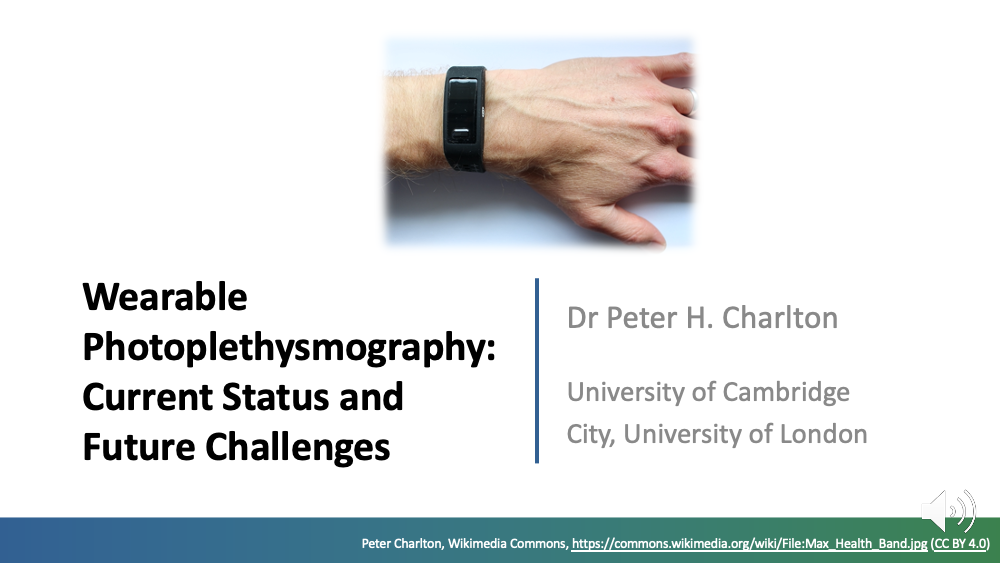 Wearable
Photoplethysmography:
Current Status and
Future Challenges
Dr Peter H. Charlton
University of Cambridge
City, University of London
Peter Charlton, Wikimedia Commons, https://commons.wikimedia.org/wiki/File:Max_Health_Band.jpg (CC BY 4.0)